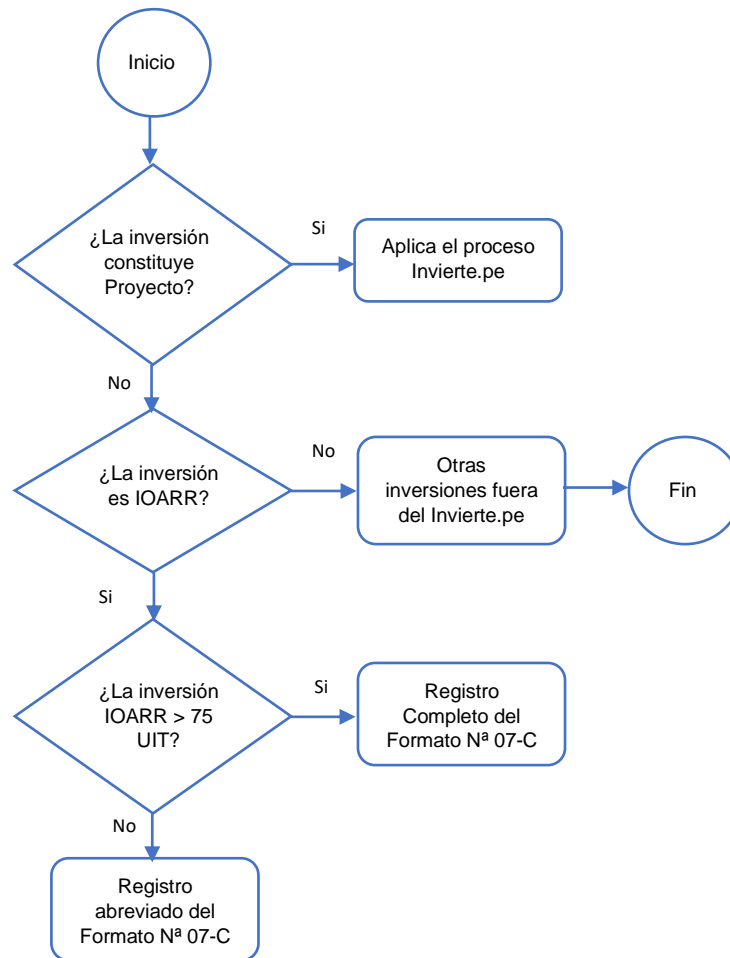 Inicio
¿La inversión
constituye
Proyecto?
Si
Aplica el proceso
Invierte.pe
No
¿La inversión
es IOARR?
No
Otras
inversiones fuera
del Invierte.pe
Fin
Si
¿La inversión
IOARR > 75
UIT?
Si
Registro
Completo del
Formato Nª 07-C
No
Registro
abreviado del
Formato Nª 07-C